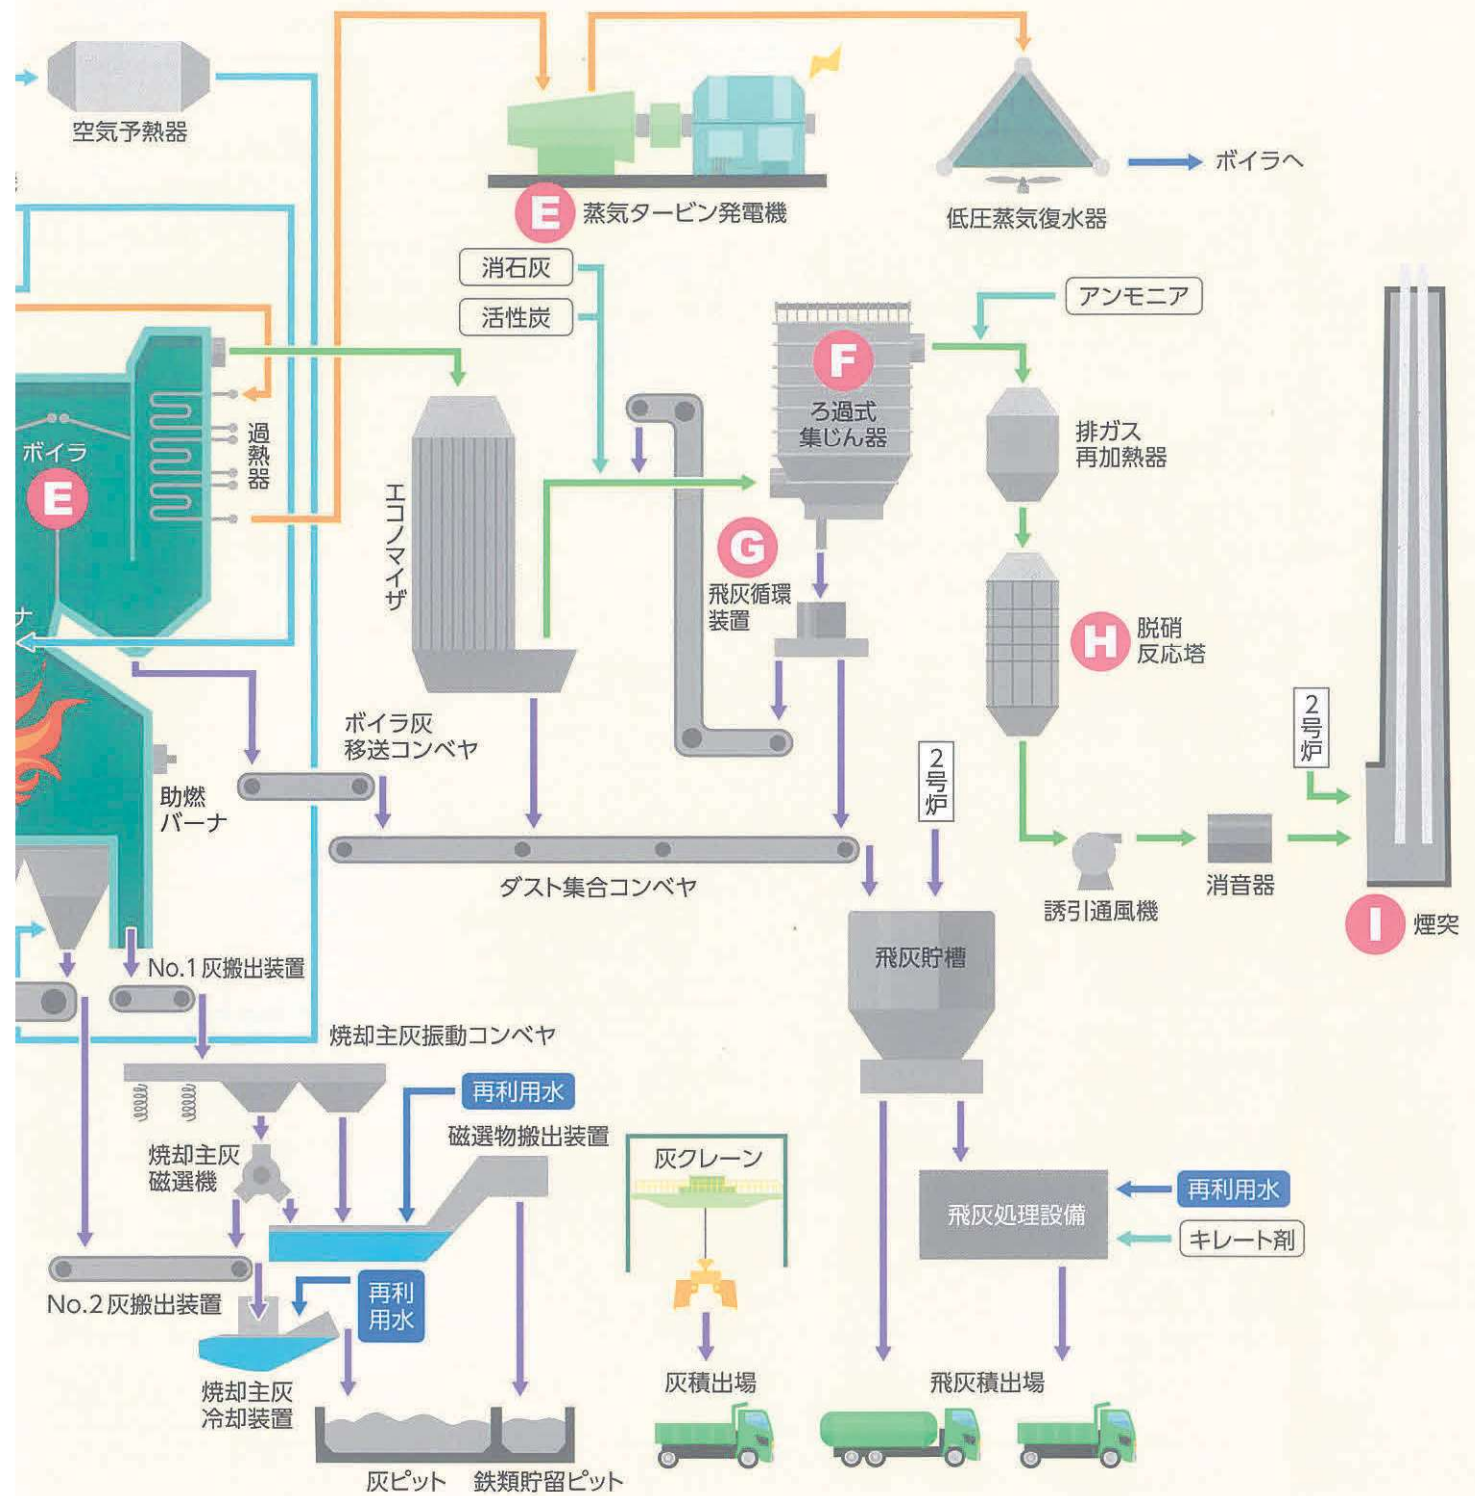 空気予熱器
E
蒸気タービン発電機
ボイラへ
低圧蒸気復水器
消石灰
活性炭
アンモニア
F
ろ過式
集じん器
排ガス
再加熱器
ボイラ
E
過熱器
エコノマイザ
G
飛灰循環
装置
H
脱硝
反応塔
ナ
ボイラ灰
移送コンベヤ
助燃
バーナ
2号炉
2号炉
ダスト集合コンベヤ
誘引通風機
消音器
I
煙突
飛灰貯槽
No.1灰搬出装置
焼却主灰振動コンベヤ
再利用水
磁選物搬出装置
焼却主灰
磁選機
灰クレーン
飛灰処理設備
再利用水
キレート剤
No.2灰搬出装置
再利
用水
焼却主灰
冷却装置
灰積出場
飛灰積出場
灰ピット
鉄類貯留ピット